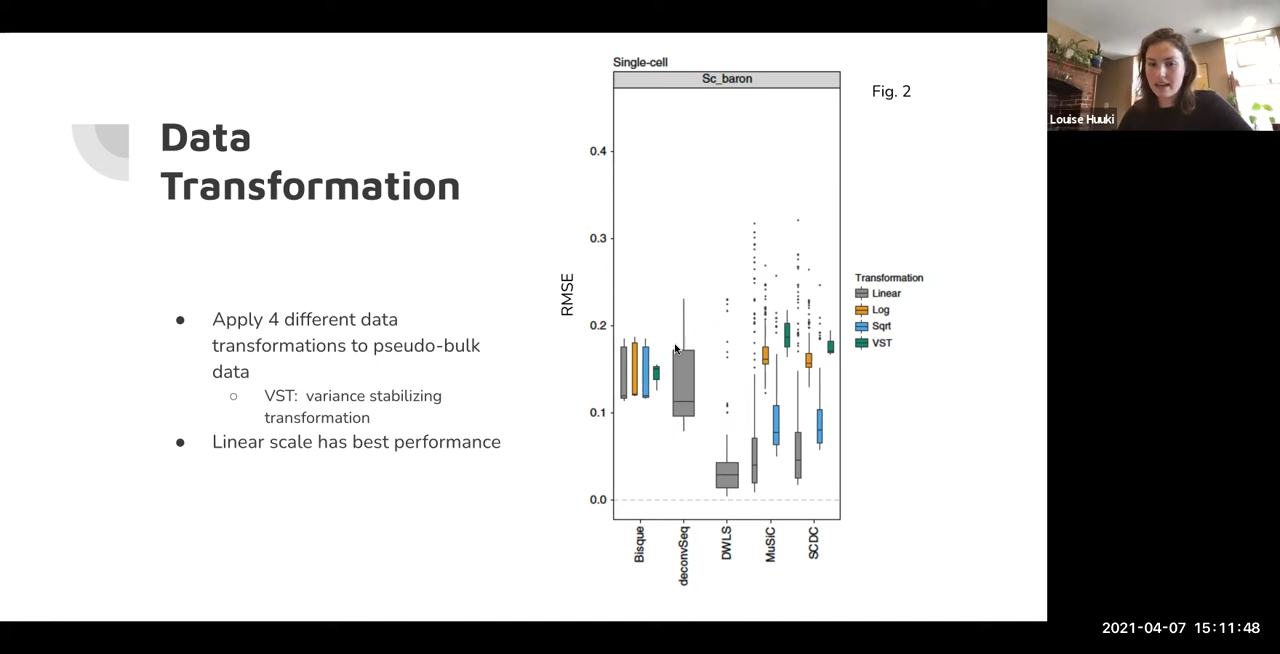 Data
Transformation
● Apply 4 different data
transformations to pseudo-bulk
data
○ VST: variance stabilizing
transformation
● Linear scale has best performance
Single-cell
Sc_baron
Fig. 2
RMSE
0.4
0.3
0.2
0.1
0.0
Bisque
deconvSeq
DWLS
MuSiC
SCDC
Transformation
Linear
Log
Sqrt
VST
Louise Huuki
2021-04-07 15:11:48